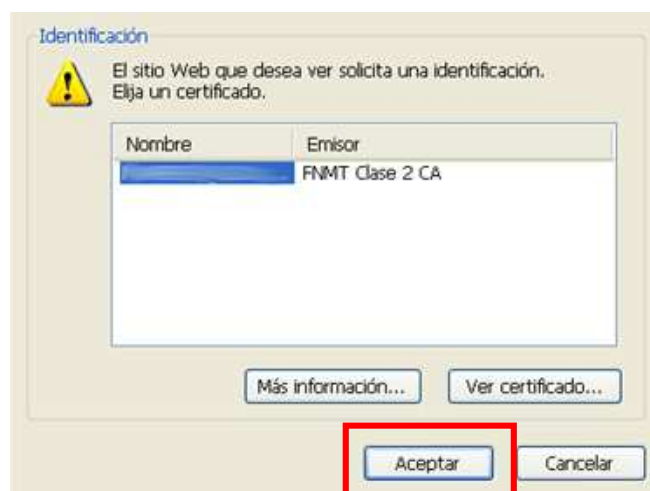 Identificación
El sitio Web que desea ver solicita una identificación.
Elija un certificado.
Nombre Emisor
FNMT Clase 2 CA
Más información... Ver certificado...
Aceptar Cancelar